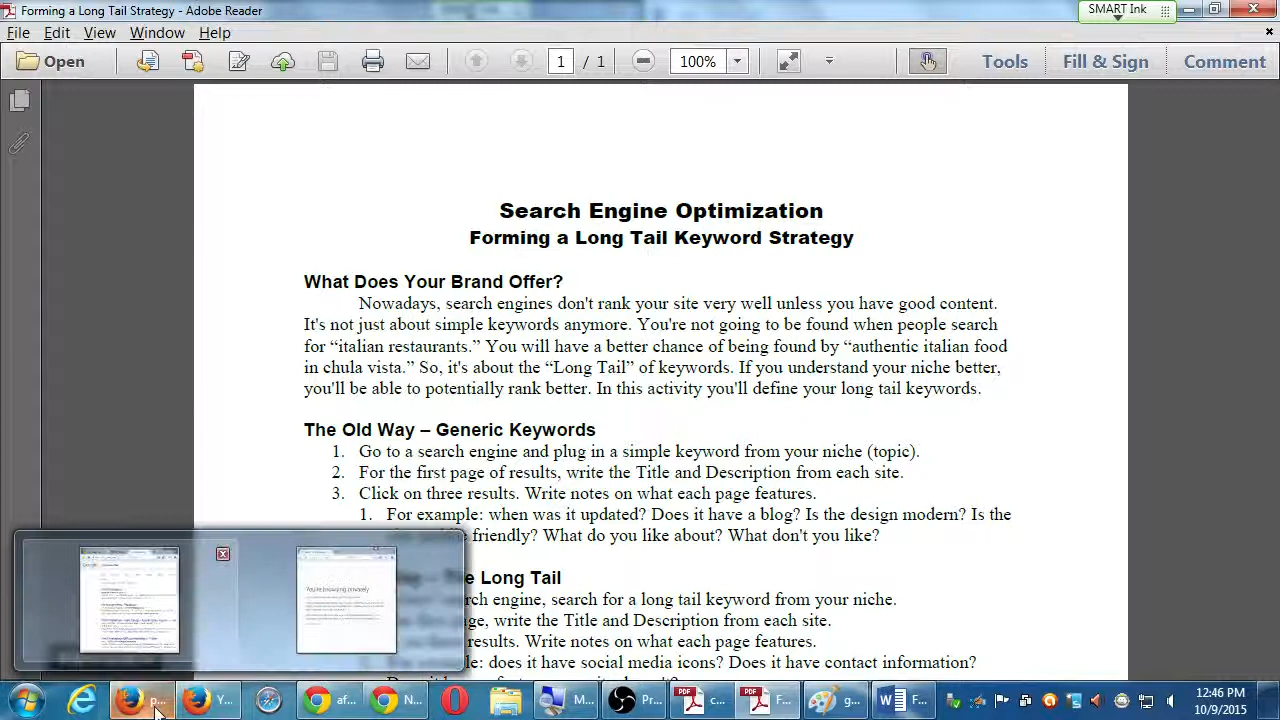 Forming a Long Tail Strategy - Adobe Reader
SMART Ink
File Edit View Window Help
Open
1 / 1
100%
Tools Fill & Sign Comment
Search Engine Optimization
Forming a Long Tail Keyword Strategy
What Does Your Brand Offer?
Nowadays, search engines don't rank your site very well unless you have good content.
It's not just about simple keywords anymore. You're not going to be found when people search
for “italian restaurants.” You will have a better chance of being found by “authentic italian food
in chula vista.” So, it's about the “Long Tail” of keywords. If you understand your niche better,
you'll be able to potentially rank better. In this activity you'll define your long tail keywords.
The Old Way – Generic Keywords
1. Go to a search engine and plug in a simple keyword from your niche (topic).
2. For the first page of results, write the Title and Description from each site.
3. Click on three results. Write notes on what each page features.
1. For example: when was it updated? Does it have a blog? Is the design modern? Is the
friendly? What do you like about? What don't you like?
Long Tail
engine, search for a long tail keyword from your niche.
write the Title and Description from each site.
results. Write notes on what each page features.
does it have social media icons? Does it have contact information?
You're browsing privately
p...
Y...
af...
N...
M...
Pr...
PDF
c...
PDF
F...
g...
F...
12:46 PM
10/9/2015